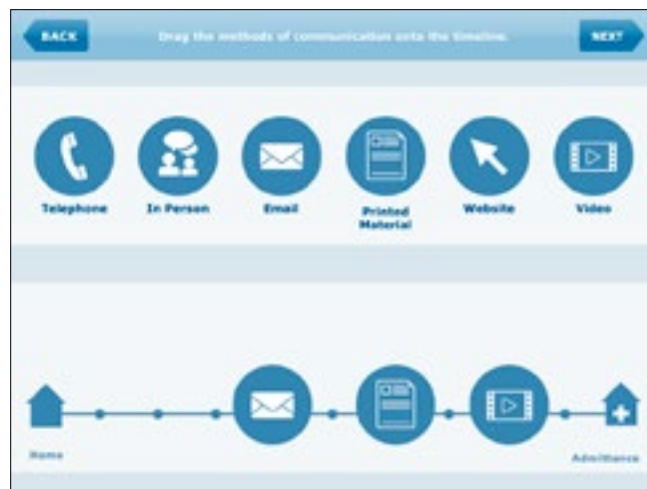 BACK
Drag the methods of communication onto the timeline.
NEXT
Telephone
In Person
Email
Printed
Material
Website
Video
Home
Admittance